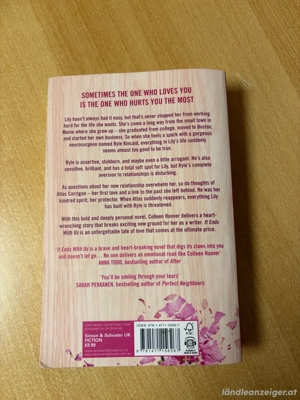 SOMETIMES THE ONE WHO LOVES YOU
IS THE ONE WHO HURTS YOU THE MOST
Lily hasn't always had it easy, but that's never stopped her from working
hard for the life she wants. She's come a long way from the small town in
Maine where she grew up – she graduated from college, moved to Boston,
and started her own business. So when she feels a spark with a gorgeous
neurosurgeon named Ryle Kincaid, everything in Lily's life suddenly
seems almost too good to be true.
Ryle is assertive, stubborn, and maybe even a little arrogant. He's also
sensitive, brilliant, and has a total soft spot for Lily, but Ryle's complete
aversion to relationships is disturbing.
As questions about her new relationship overwhelm her, so do thoughts of
Atlas Corrigan – her first love and a link to the past she left behind. He was her
kindred spirit, her protector. When Atlas suddenly reappears, everything Lily
has built with Ryle is threatened.
With this bold and deeply personal novel, Colleen Hoover delivers a heart-
wrenching story that breaks exciting new ground for her as a writer. It Ends
With Us is an unforgettable tale of love that comes at the ultimate price.
'It Ends With Us is a brave and heart-breaking novel that digs its claws into you
and doesn't let go... No one delivers an emotional read like Colleen Hoover'
ANNA TODD, bestselling author of After
'You'll be smiling through your tears'
SARAH PEKKANEN, bestselling author of Perfect Neighbours
Simon & Schuster UK
FICTION
£8.99
FSC
ländleanzeiger.at